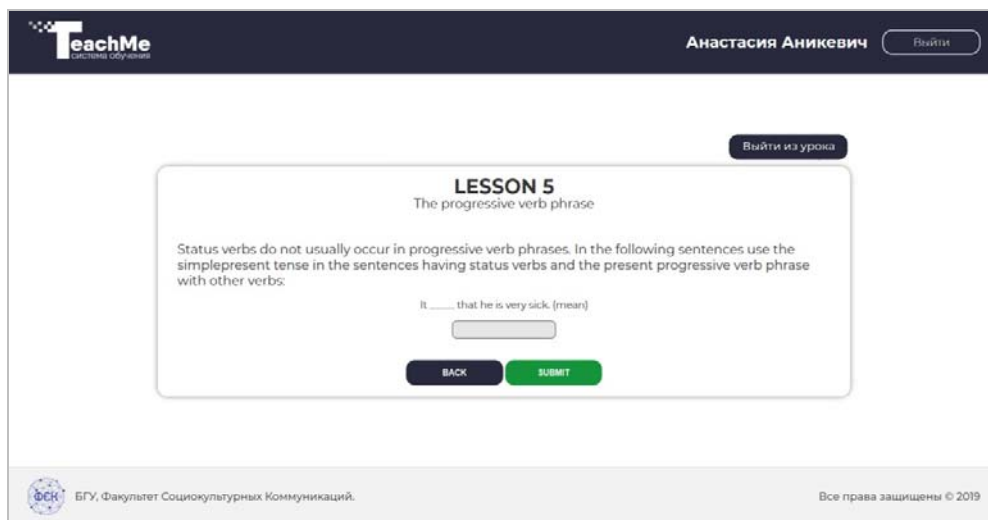 TeachMe
система обучения
Анастасия Аникевич
Выйти
Выйти из урока
LESSON 5
The progressive verb phrase
Status verbs do not usually occur in progressive verb phrases. In the following sentences use the
simplepresent tense in the sentences having status verbs and the present progressive verb phrase
with other verbs:
It ____ that he is very sick. (mean)
BACK
SUBMIT
ФСК
БГУ, Факультет Социокультурных Коммуникаций.
Все права защищены © 2019